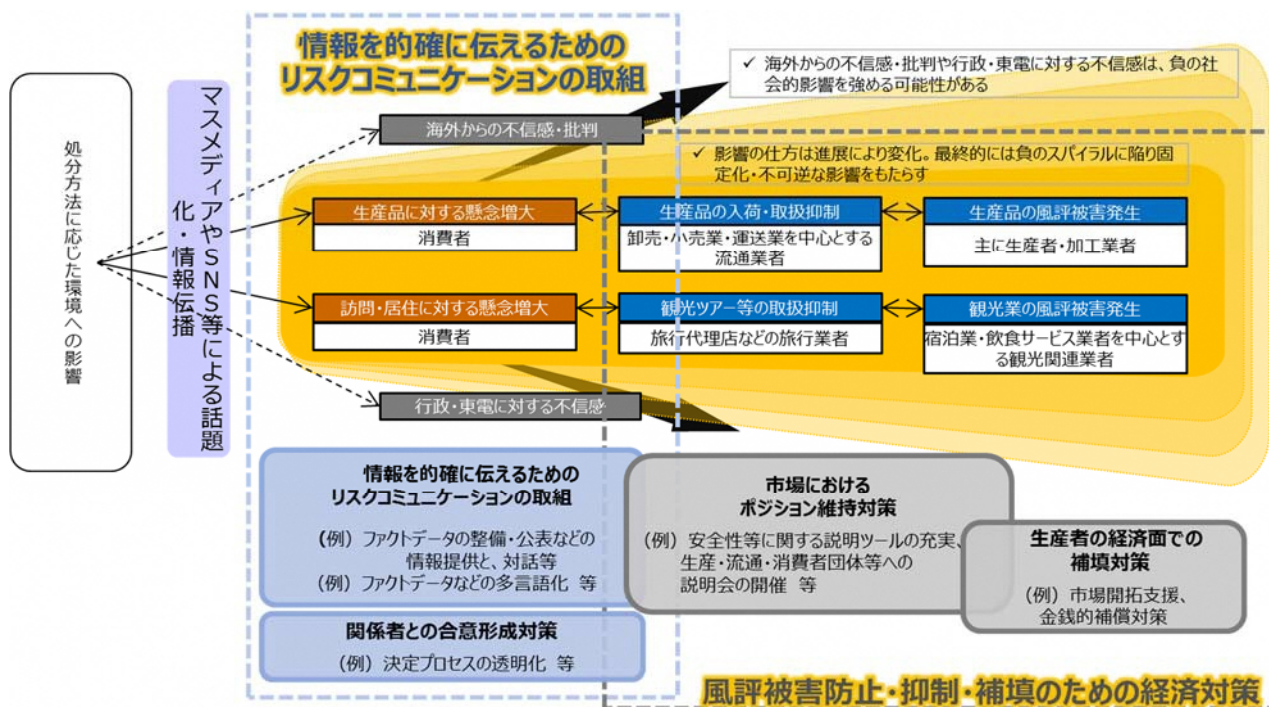 処分方法に応じた環境への影響
マスメディアやSNS等による話題
化・情報伝播
情報を的確に伝えるための
リスクコミュニケーションの取組
✓ 海外からの不信感・批判や行政・東電に対する不信感は、負の社
会的影響を強める可能性がある
海外からの不信感・批判
✓ 影響の仕方は進展により変化。最終的には負のスパイラルに陥り固
定化・不可逆な影響をもたらす
生産品に対する懸念増大
消費者
生産品の入荷・取扱抑制
卸売・小売業・運送業を中心とする
流通業者
生産品の風評被害発生
主に生産者・加工業者
訪問・居住に対する懸念増大
消費者
観光ツアー等の取扱抑制
旅行代理店などの旅行業者
観光業の風評被害発生
宿泊業・飲食サービス業者を中心とす
る観光関連業者
行政・東電に対する不信感
情報を的確に伝えるための
リスクコミュニケーションの取組
（例）ファクトデータの整備・公表などの
情報提供と、対話等
（例）ファクトデータなどの多言語化 等
関係者との合意形成対策
（例）決定プロセスの透明化 等
市場における
ポジション維持対策
（例）安全性等に関する説明ツールの充実、
生産・流通・消費者団体等への
説明会の開催 等
生産者の経済面での
補填対策
（例）市場開拓支援、
金銭的補償対策
風評被害防止・抑制・補填のための経済対策